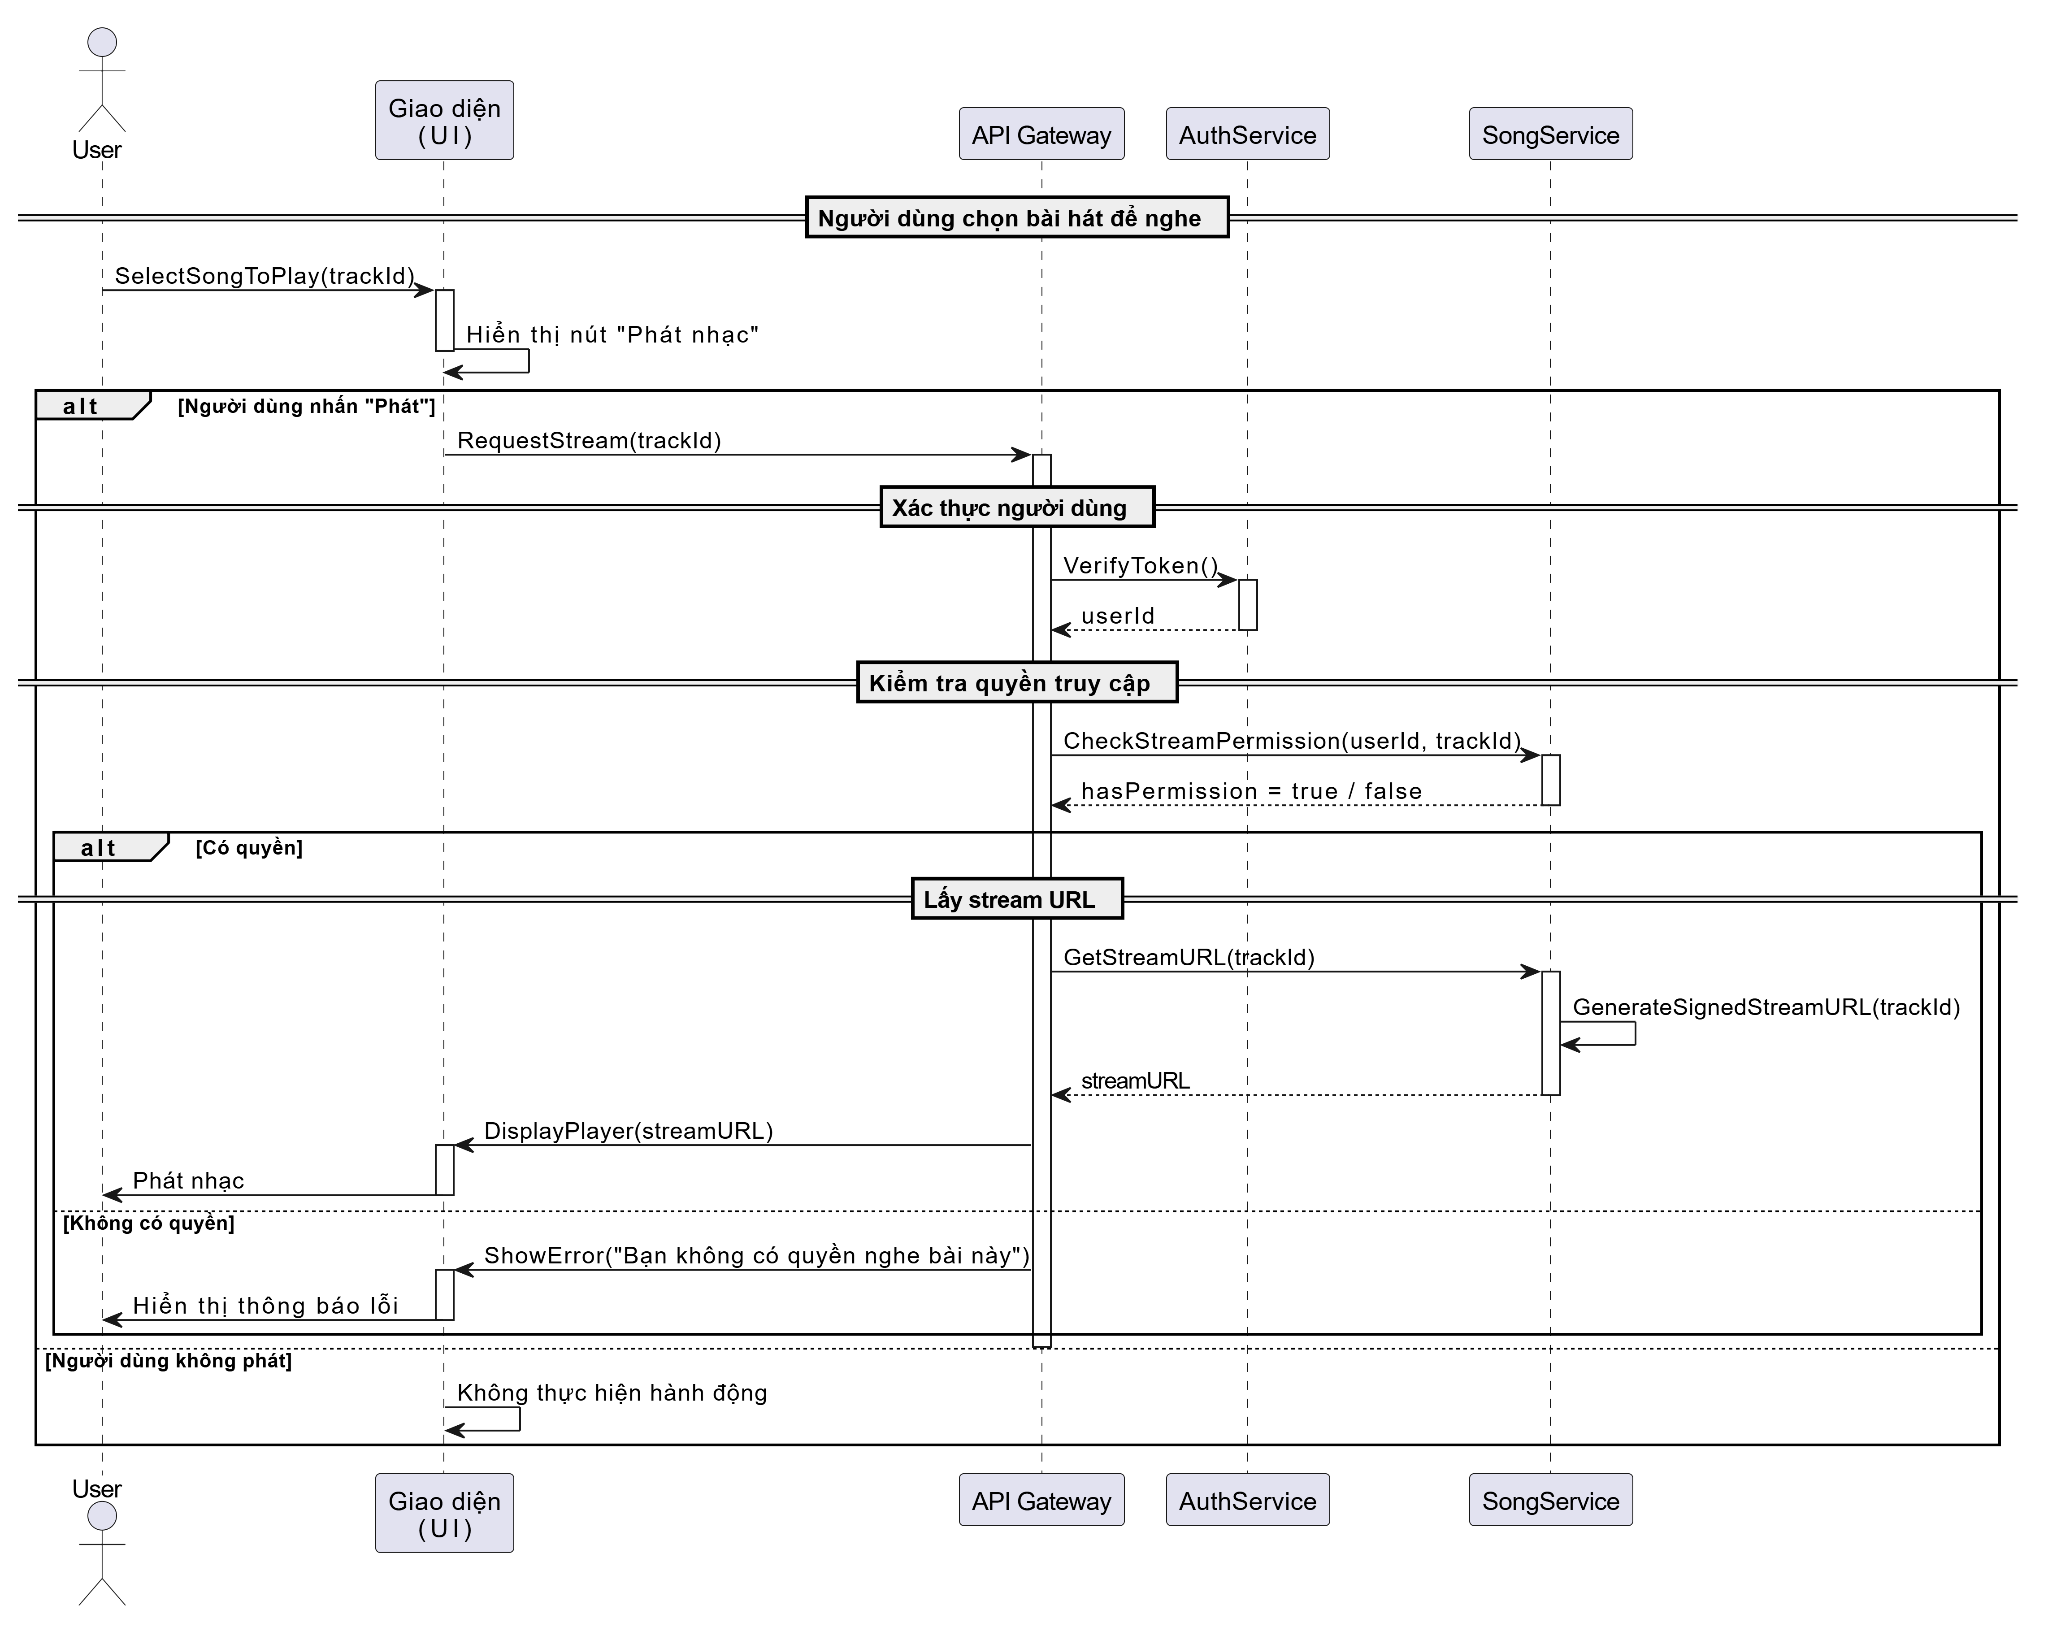 User
Giao diện
(UI)
API Gateway
AuthService
SongService
Người dùng chọn bài hát để nghe
SelectSongToPlay(trackId)
Hiển thị nút "Phát nhạc"
alt
[Người dùng nhấn "Phát"]
RequestStream(trackId)
Xác thực người dùng
VerifyToken()
userId
Kiểm tra quyền truy cập
CheckStreamPermission(userId, trackId)
hasPermission = true / false
alt
[Có quyền]
Lấy stream URL
GetStreamURL(trackId)
GenerateSignedStreamURL(trackId)
streamURL
DisplayPlayer(streamURL)
Phát nhạc
[Không có quyền]
ShowError("Bạn không có quyền nghe bài này")
Hiển thị thông báo lỗi
[Người dùng không phát]
Không thực hiện hành động
User
Giao diện
(UI)
API Gateway
AuthService
SongService